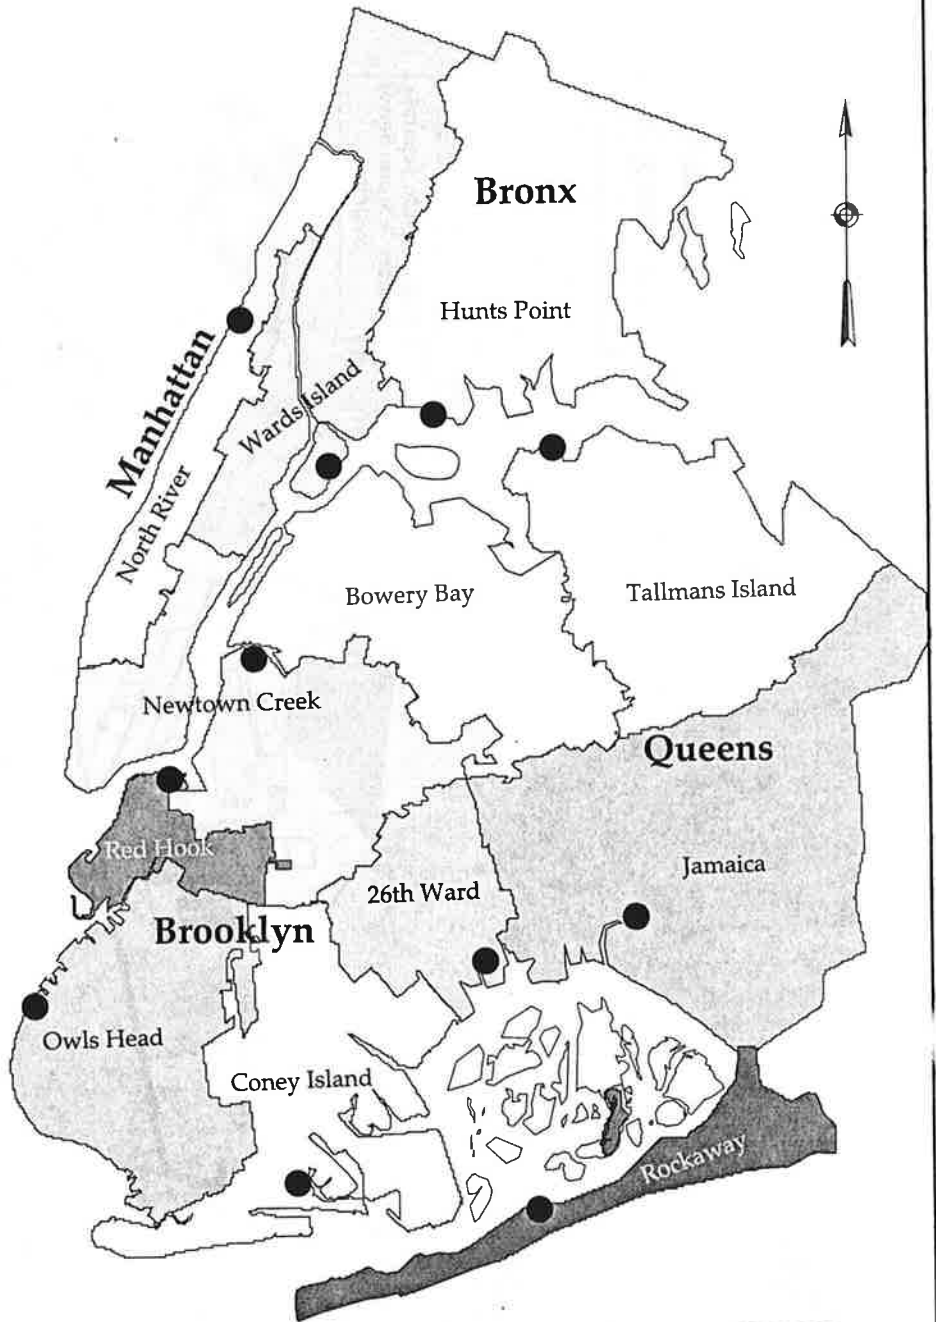 Bronx
Hunts Point
Manhattan
Wards Island
North River
Bowery Bay
Tallmans Island
Newtown Creek
Queens
Red Hook
Jamaica
26th Ward
Brooklyn
Owls Head
Coney Island
Rockaway